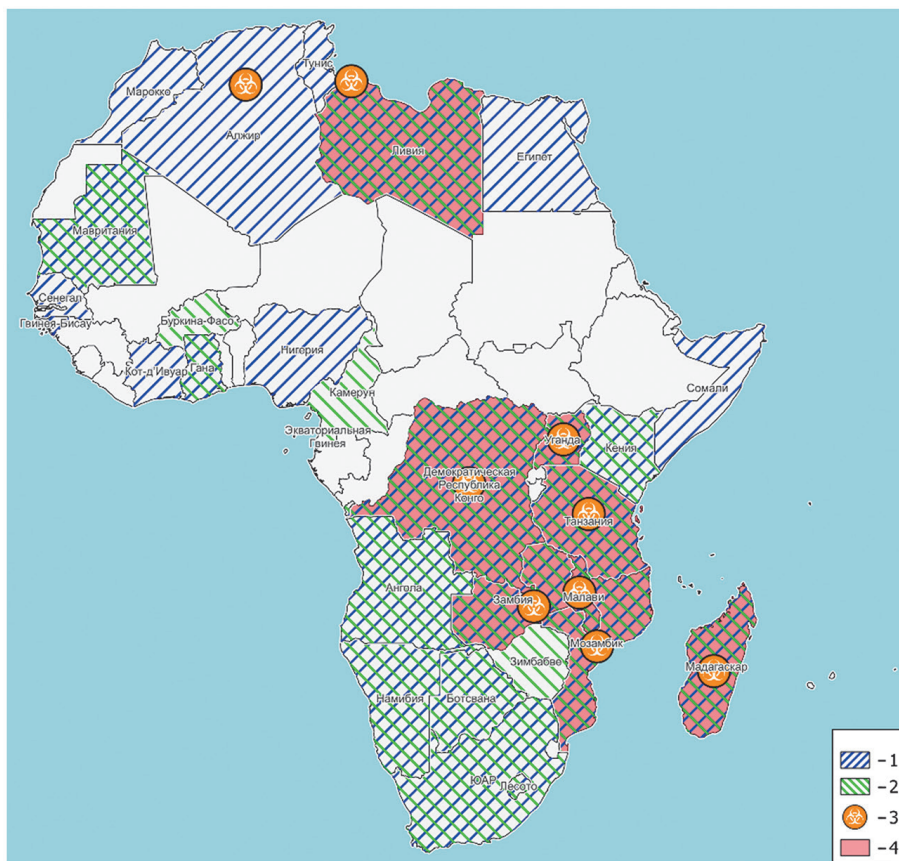 Тунис
Марокко
Алжир
Ливия
Египет
Мавритания
Сенегал
Гвинея-Бисау
Буркина-Фасо
Кот-д'Ивуар
Гана
Нигерия
Камерун
Экваториальная
Гвинея
Сомали
Уганда
Кения
Демократическая
Республика
Конго
Танзания
Ангола
Замбия
Малави
Мозамбик
Зимбабве
Мадагаскар
Намибия
Ботсвана
ЮАР
Лесото
-1
-2
-3
-4